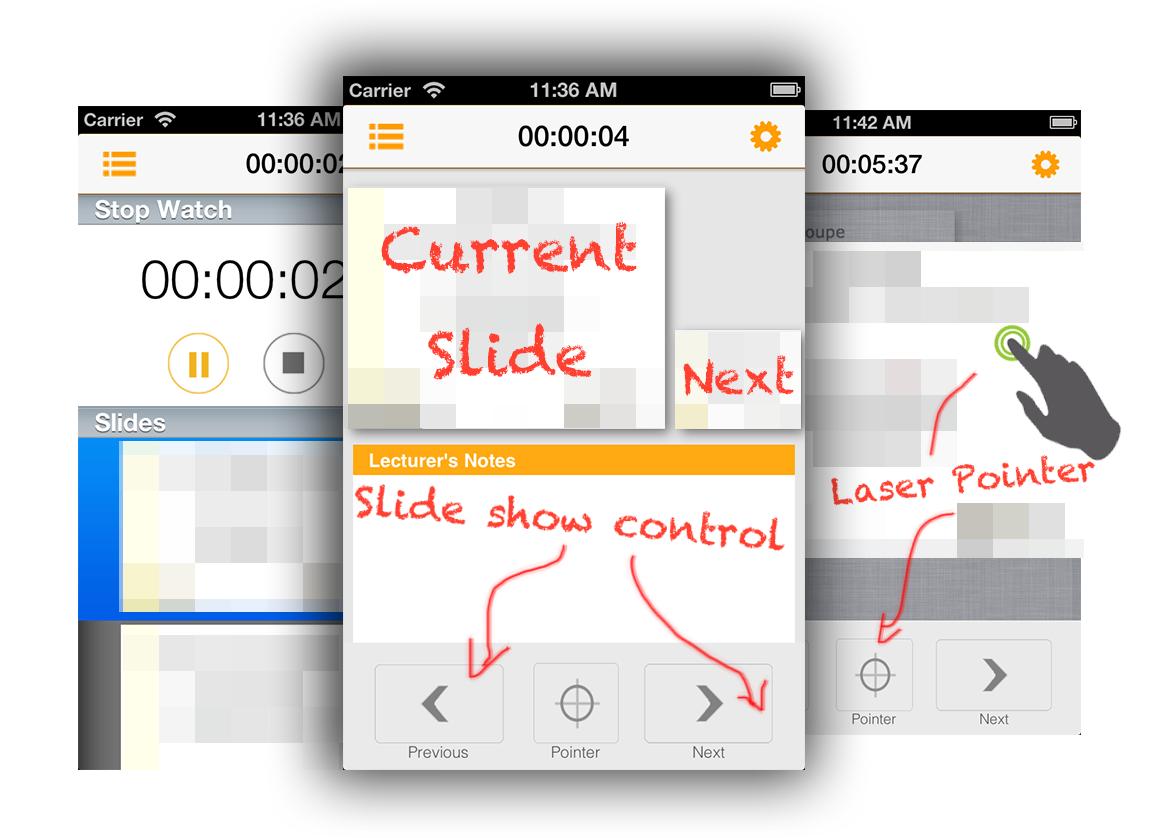 Carrier 11:36 AM
00:00:02
Stop Watch
00:00:02
Slides
Carrier 11:36 AM
00:00:04
Current
Slide
Next
Lecturer's Notes
Slide show control
Previous Pointer Next
11:42 AM
00:05:37
oupe
Laser Pointer
Pointer Next